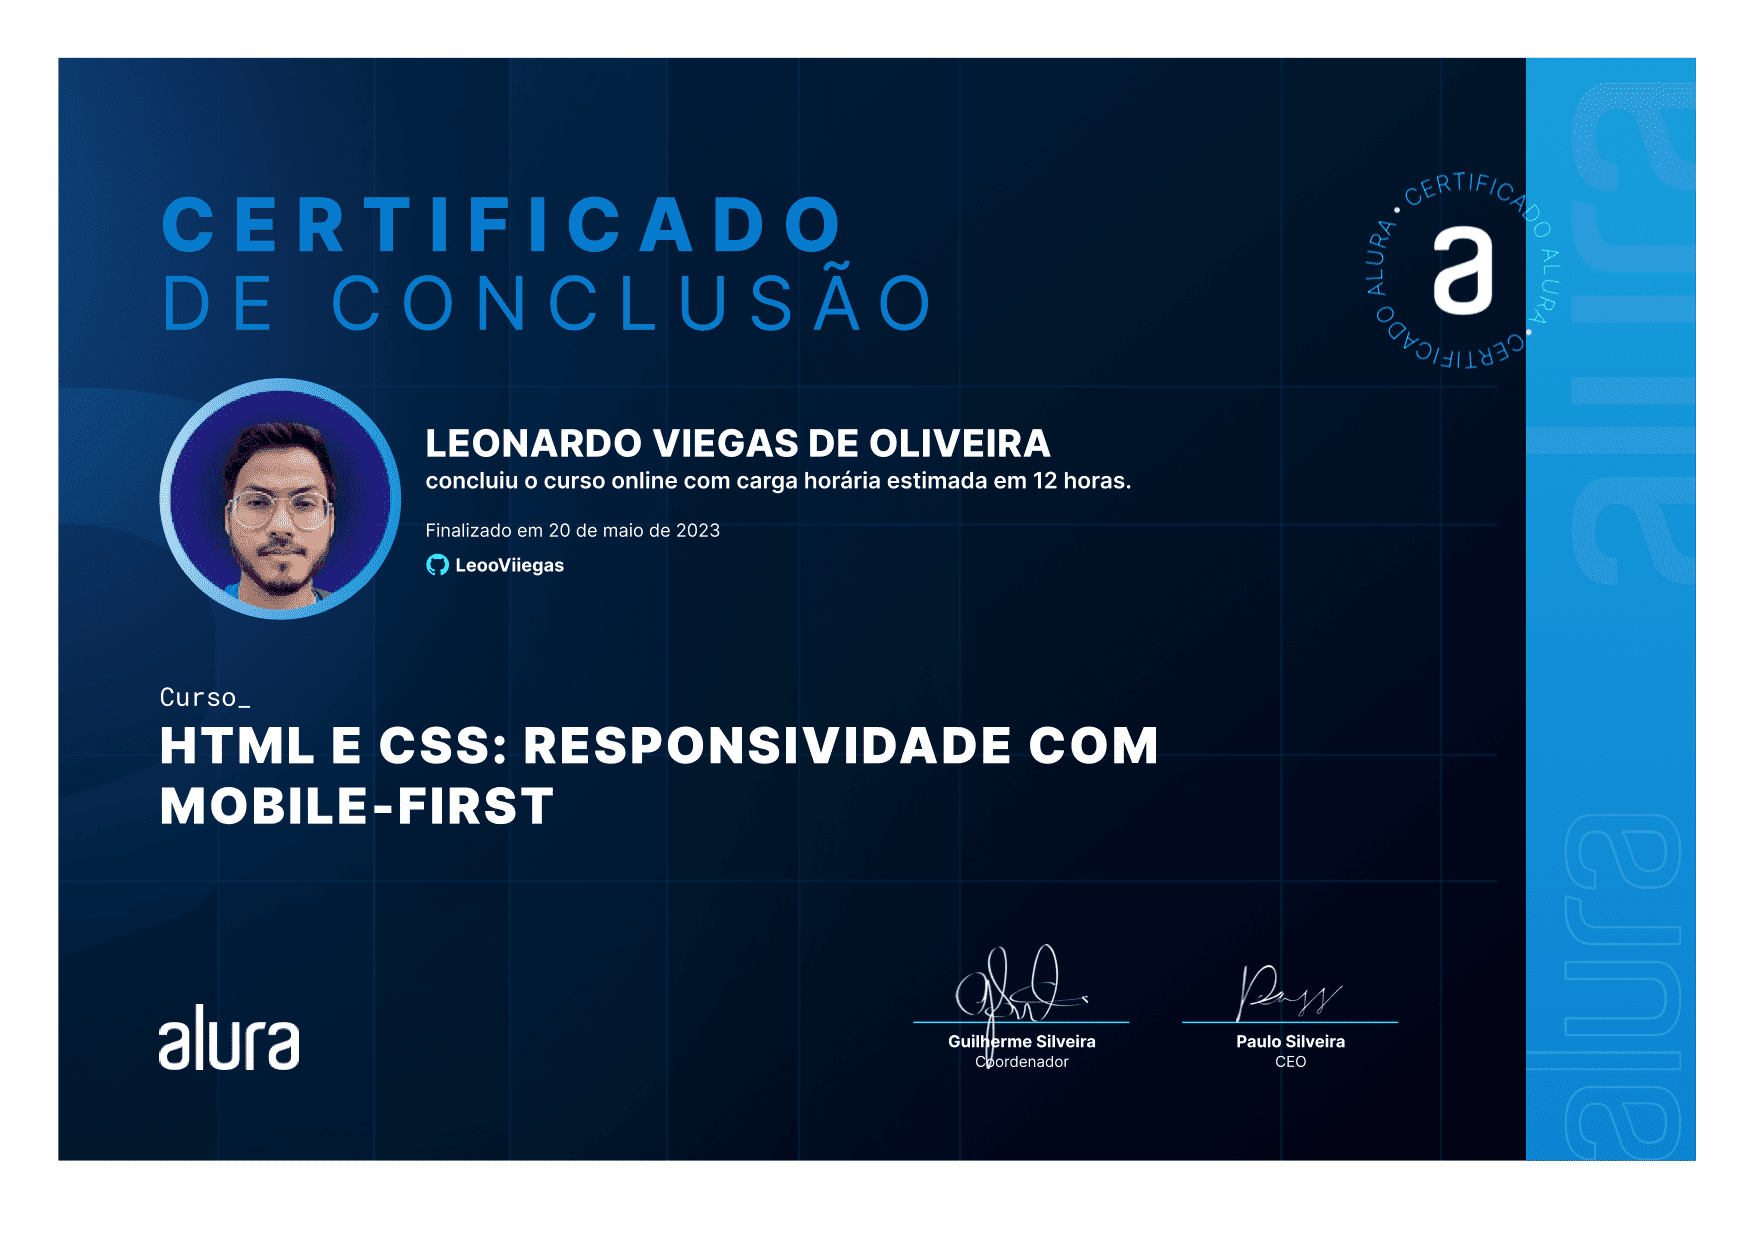 CERTIFICADO
DE CONCLUSÃO
• CERTIFICADO ALURA • CERTIFICADO ALURA
a
LEONARDO VIEGAS DE OLIVEIRA
concluiu o curso online com carga horária estimada em 12 horas.
Finalizado em 20 de maio de 2023
LeooViiegas
Curso_
HTML E CSS: RESPONSIVIDADE COM
MOBILE-FIRST
alura
Guilherme Silveira
Coordenador
Paulo Silveira
CEO
alura
alura